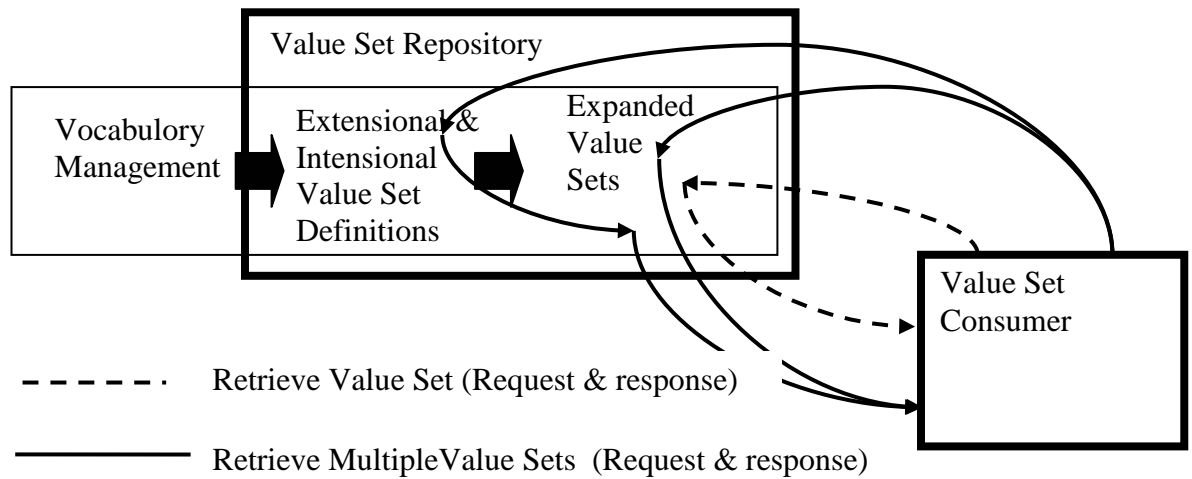 Value Set Repository
Vocabulory
Management
Extensional &
Intensional
Value Set
Definitions
Expanded
Value
Sets
Value Set
Consumer
Retrieve Value Set (Request & response)
Retrieve MultipleValue Sets (Request & response)